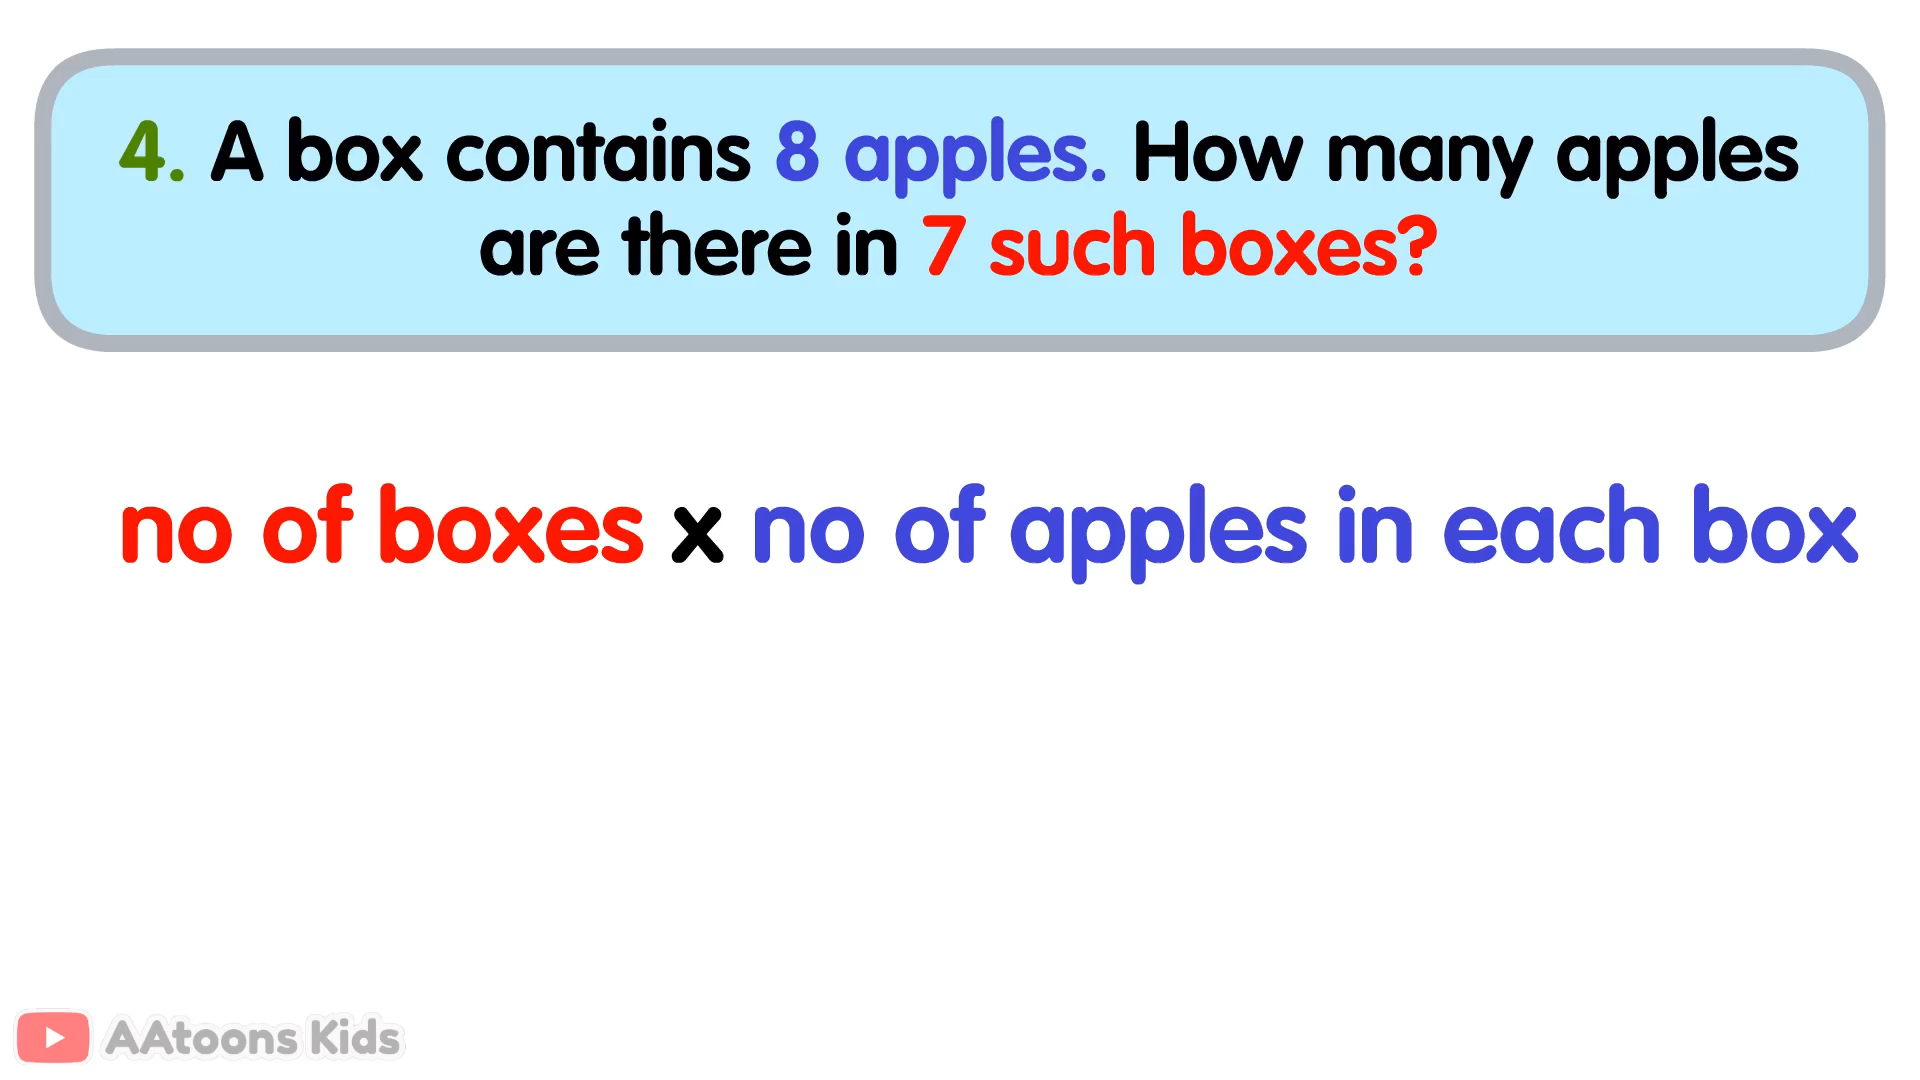 4. A box contains 8 apples. How many apples
are there in 7 such boxes?
no of boxes x no of apples in each box
AAtoons Kids